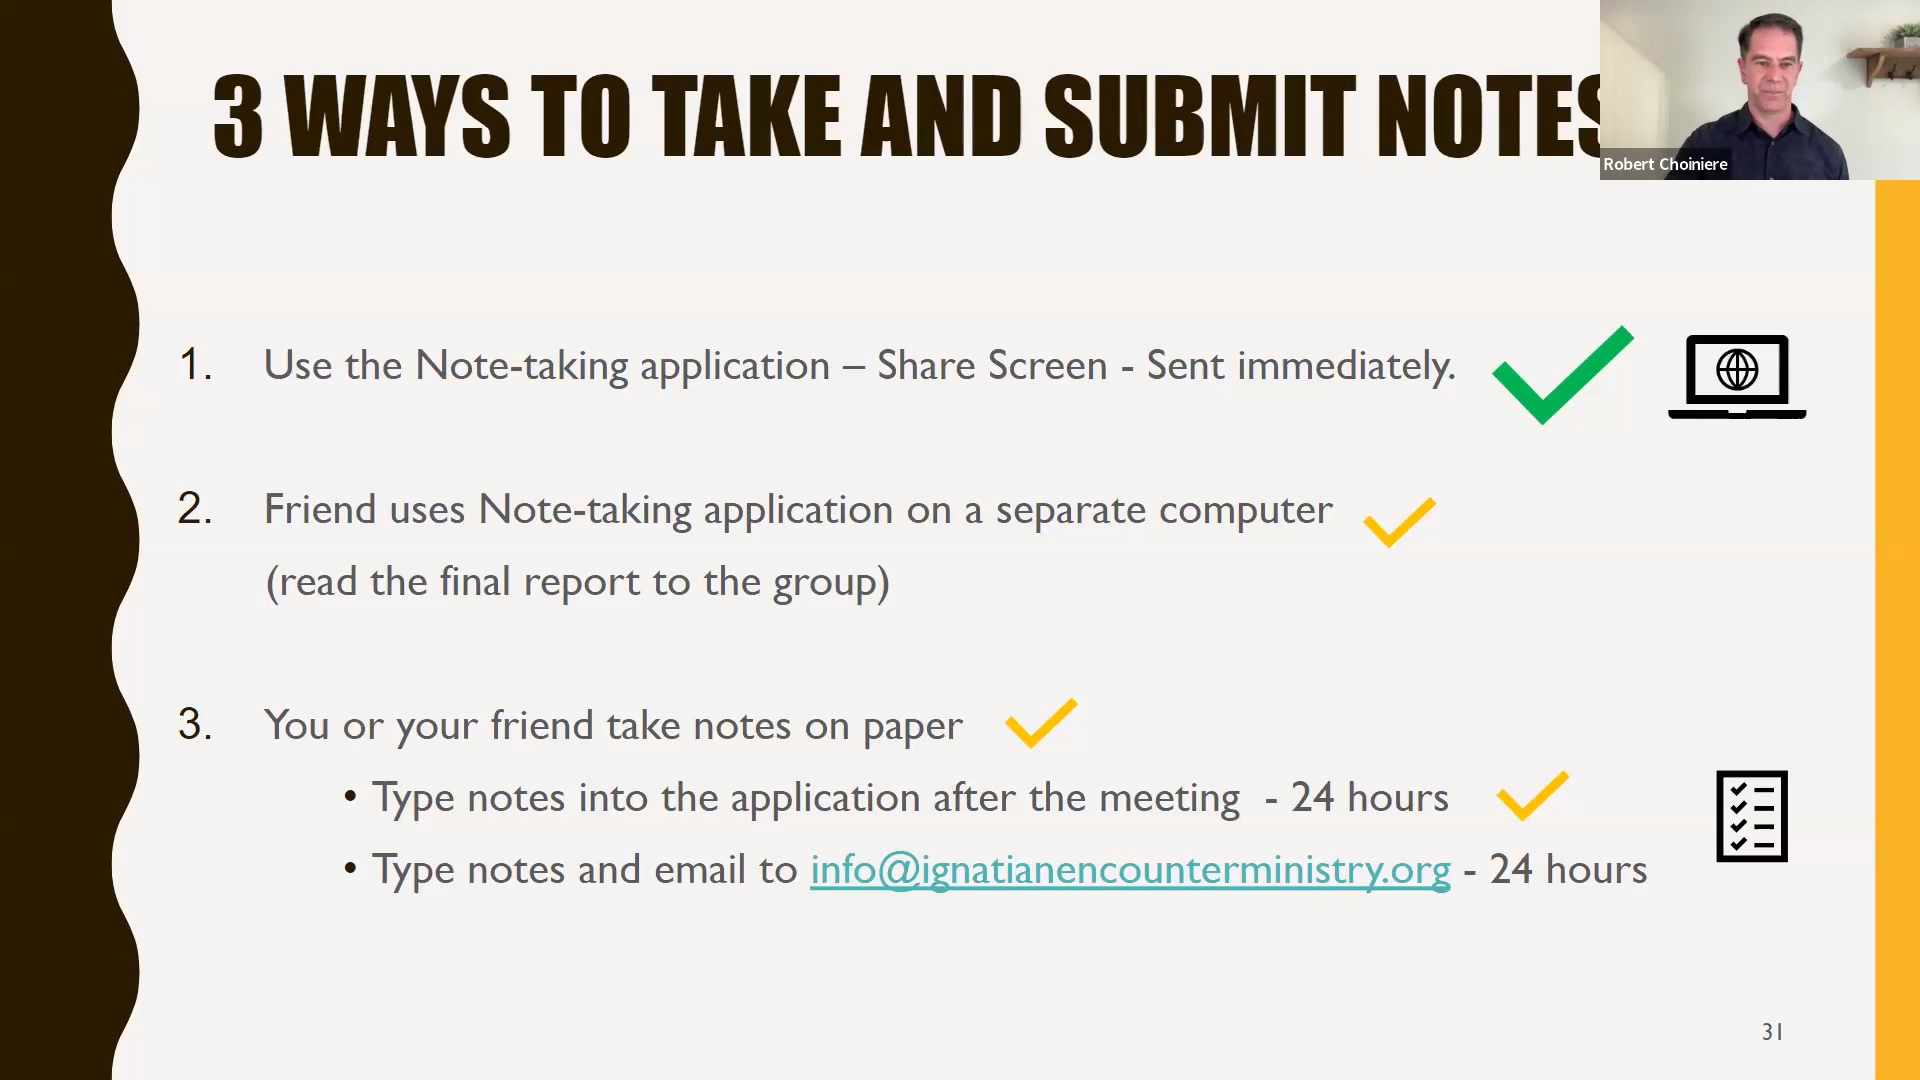 3 WAYS TO TAKE AND SUBMIT NOTES
Robert Choiniere
1. Use the Note-taking application – Share Screen - Sent immediately.
2. Friend uses Note-taking application on a separate computer
(read the final report to the group)
3. You or your friend take notes on paper
• Type notes into the application after the meeting - 24 hours
• Type notes and email to info@ignatianencounterministry.org - 24 hours
31